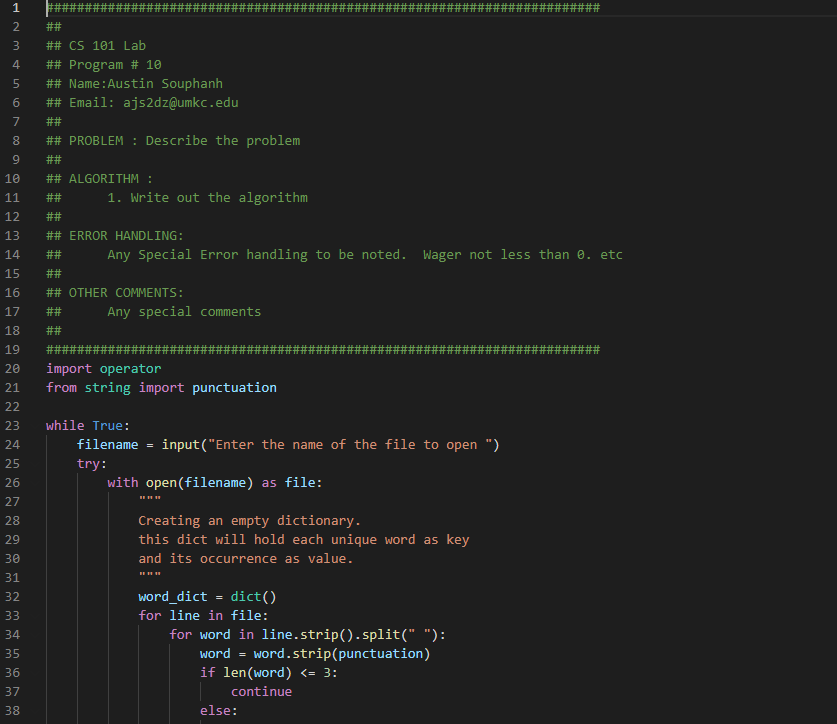 1 ########################################################################
2 ##
3 ## CS 101 Lab
4 ## Program # 10
5 ## Name:Austin Souphanh
6 ## Email: ajs2dz@umkc.edu
7 ##
8 ## PROBLEM : Describe the problem
9 ##
10 ## ALGORITHM :
11 ##      1. Write out the algorithm
12 ##
13 ## ERROR HANDLING:
14 ##      Any Special Error handling to be noted.  Wager not less than 0. etc
15 ##
16 ## OTHER COMMENTS:
17 ##      Any special comments
18 ##
19 ########################################################################
20 import operator
21 from string import punctuation
22
23 while True:
24     filename = input("Enter the name of the file to open ")
25     try:
26         with open(filename) as file:
27             """
28             Creating an empty dictionary.
29             this dict will hold each unique word as key
30             and its occurrence as value.
31             """
32             word_dict = dict()
33             for line in file:
34                 for word in line.strip().split(" "):
35                     word = word.strip(punctuation)
36                     if len(word) <= 3:
37                         continue
38                     else: